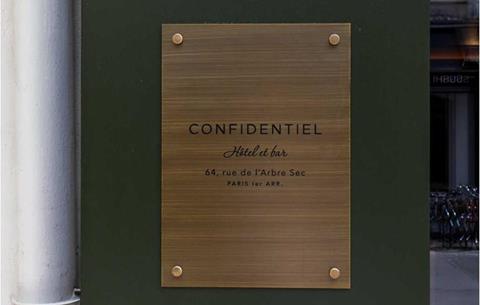 CONFIDENTIEL
Hôtel et bar
64, rue de l'Arbre Sec
PARIS 1er ARR.